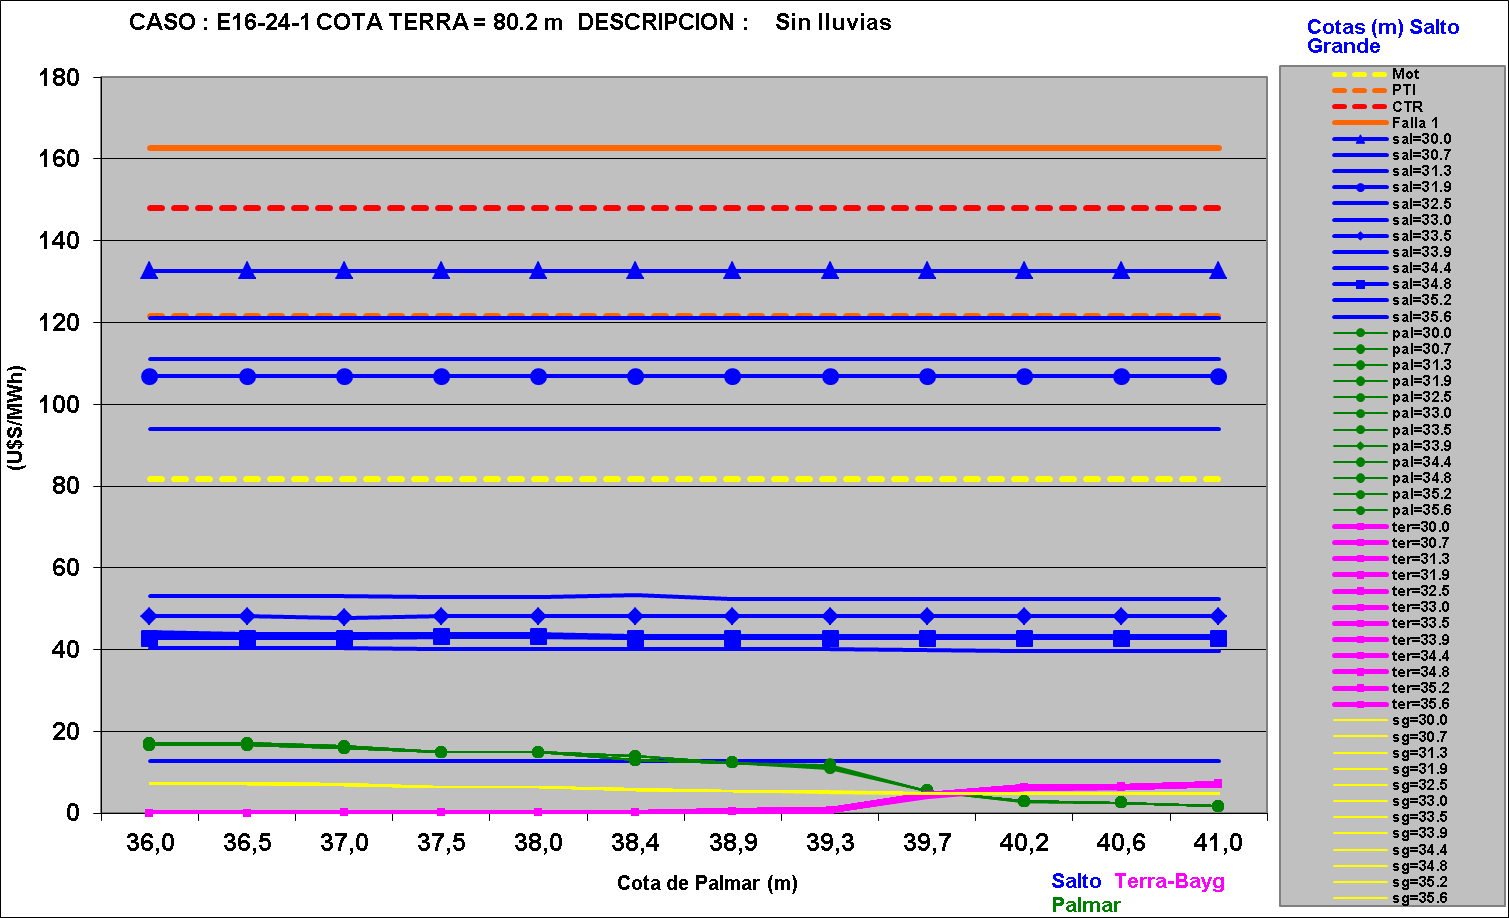 CASO : E16-24-1 COTA TERRA = 80.2 m  DESCRIPCION :    Sin lluvias
Cotas (m) Salto
Grande
180
160
140
120
100
80
60
40
20
0
(U$S/MWh)
36,0 36,5 37,0 37,5 38,0 38,4 38,9 39,3 39,7 40,2 40,6 41,0
Cota de Palmar (m)
Salto Terra-Bayg
Palmar
Mot
PTI
CTR
Falla 1
sal=30.0
sal=30.7
sal=31.3
sal=31.9
sal=32.5
sal=33.0
sal=33.5
sal=33.9
sal=34.4
sal=34.8
sal=35.2
sal=35.6
pal=30.0
pal=30.7
pal=31.3
pal=31.9
pal=32.5
pal=33.0
pal=33.5
pal=33.9
pal=34.4
pal=34.8
pal=35.2
pal=35.6
ter=30.0
ter=30.7
ter=31.3
ter=31.9
ter=32.5
ter=33.0
ter=33.5
ter=33.9
ter=34.4
ter=34.8
ter=35.2
ter=35.6
sg=30.0
sg=30.7
sg=31.3
sg=31.9
sg=32.5
sg=33.0
sg=33.5
sg=33.9
sg=34.4
sg=34.8
sg=35.2
sg=35.6